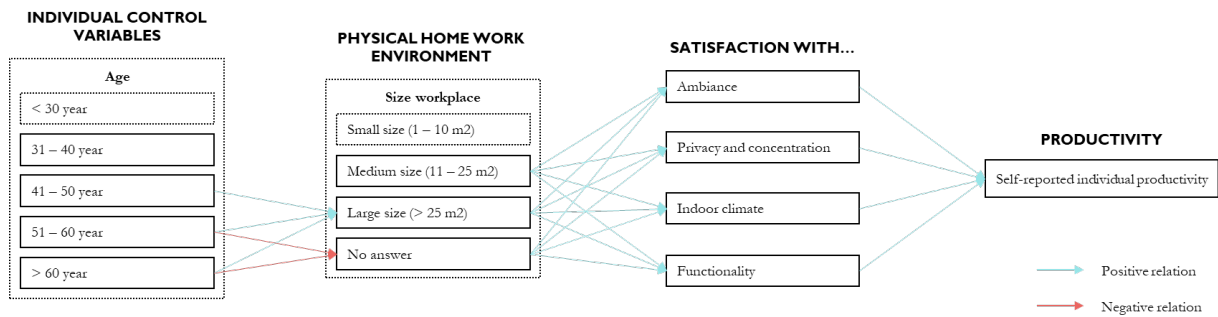 INDIVIDUAL CONTROL
VARIABLES
Age
< 30 year
31 – 40 year
41 – 50 year
51 – 60 year
> 60 year
PHYSICAL HOME WORK
ENVIRONMENT
Size workplace
Small size (1 – 10 m2)
Medium size (11 – 25 m2)
Large size (> 25 m2)
No answer
SATISFACTION WITH...
Ambiance
Privacy and concentration
Indoor climate
Functionality
PRODUCTIVITY
Self-reported individual productivity
Positive relation
Negative relation